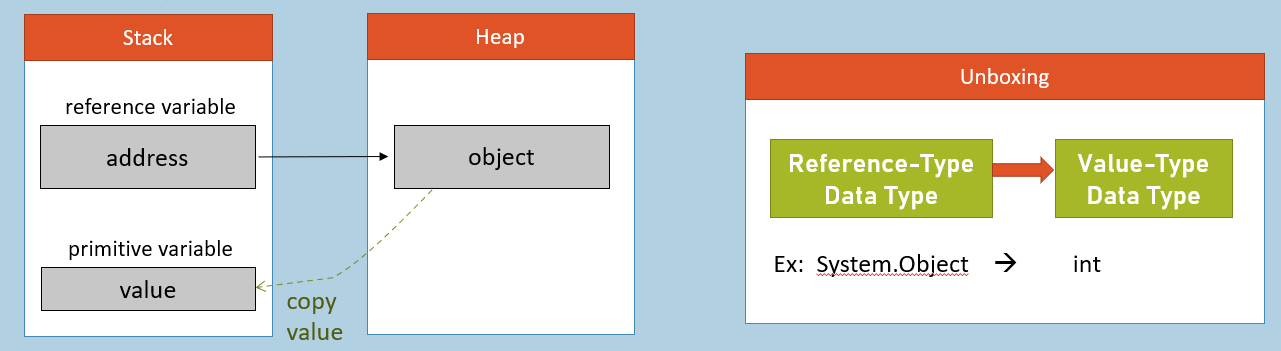 Stack
reference variable
address
primitive variable
value
Heap
object
copy
value
Unboxing
Reference-Type
Data Type
Value-Type
Data Type
Ex: System.Object → int